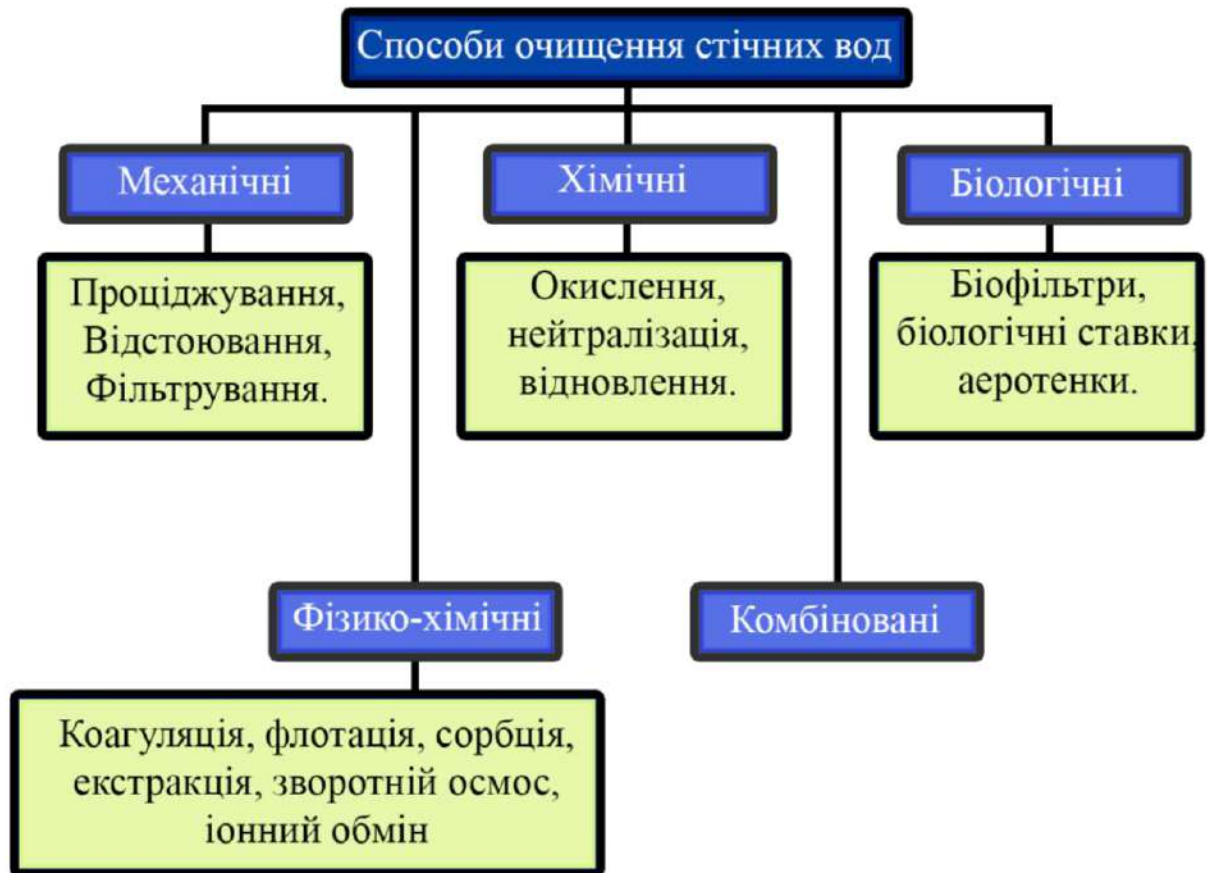 Способи очищення стічних вод
Механічні
Хімічні
Біологічні
Проціджування,
Відстоювання,
Фільтрування.
Окислення,
нейтралізація,
відновлення.
Біофільтри,
біологічні ставки,
аеротенки.
Фізико-хімічні
Комбіновані
Коагуляція, флотація, сорбція,
екстракція, зворотній осмос,
іонний обмін